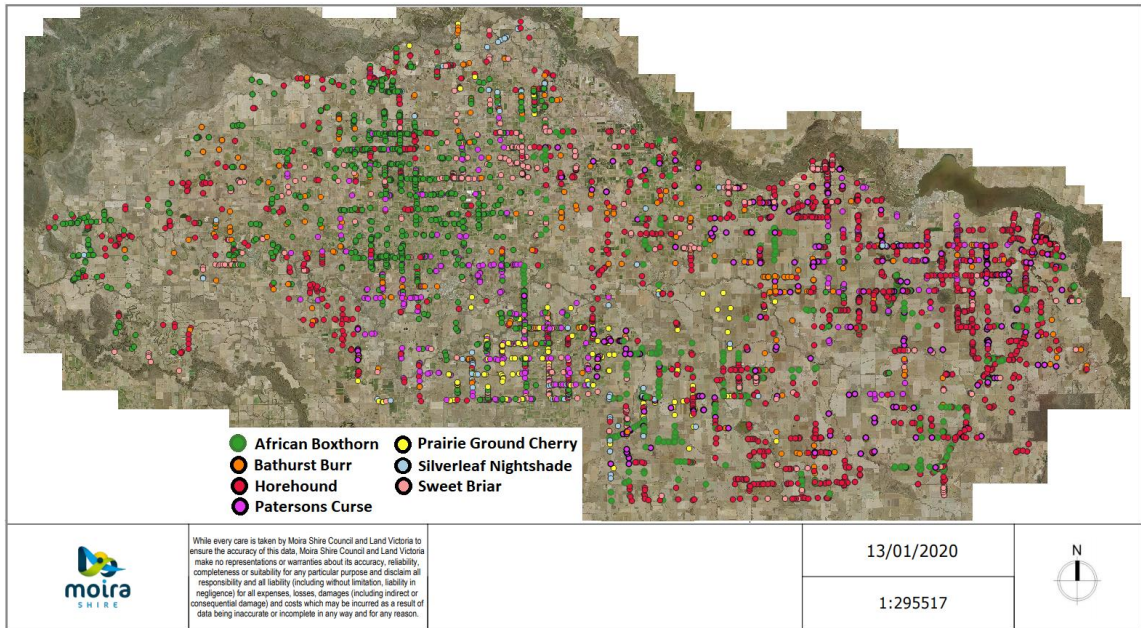 African Boxthorn
Bathurst Burr
Horehound
Patersons Curse
Prairie Ground Cherry
Silverleaf Nightshade
Sweet Briar
moira
SHIRE
While every care is taken by Moira Shire Council and Land Victoria to
ensure the accuracy of this data, Moira Shire Council and Land Victoria
make no representations or warranties about its accuracy, reliability,
completeness or suitability for any particular purpose and disclaim all
responsibility and all liability (including without limitation, liability in
negligence) for all expenses, losses, damages (including indirect or
consequential damage) and costs which may be incurred as a result of
data being inaccurate or incomplete in any way and for any reason.
13/01/2020
1:295517
N